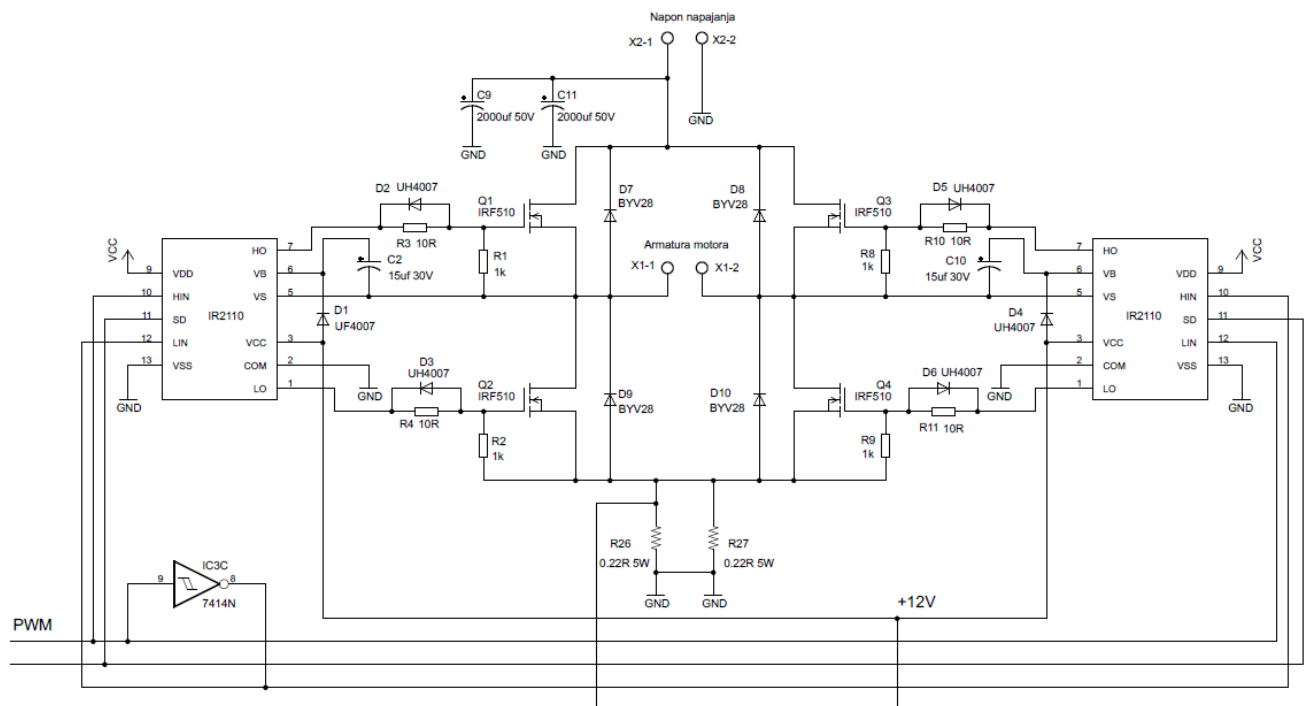 Napon napajanja
X2-1
X2-2
C9
2000uf 50V
C11
2000uf 50V
GND
GND
GND
D2 UH4007
R3 10R
Q1
IRF510
D7
BYV28
D8
BYV28
Q3
IRF510
D5 UH4007
R10 10R
VCC
HO 7
9 VDD VB 6
10 HIN VS 5
11 SD
IR2110
12 LIN VCC 3
13 VSS COM 2
LO 1
GND
C2
15uf 30V
R1
1k
Armatura motora
X1-1
X1-2
R8
1k
C10
15uf 30V
D1
UF4007
D4
UH4007
7 HO
6 VB VDD 9
5 VS HIN 10
SD 11
IR2110
3 VCC LIN 12
2 COM VSS 13
1 LO
VCC
GND
D3
UH4007
GND
R4 10R
Q2
IRF510
D9
BYV28
D10
BYV28
Q4
IRF510
D6 UH4007
GND
R11 10R
R2
1k
R9
1k
R26
0.22R 5W
R27
0.22R 5W
GND
GND
IC3C
9
8
7414N
+12V
PWM